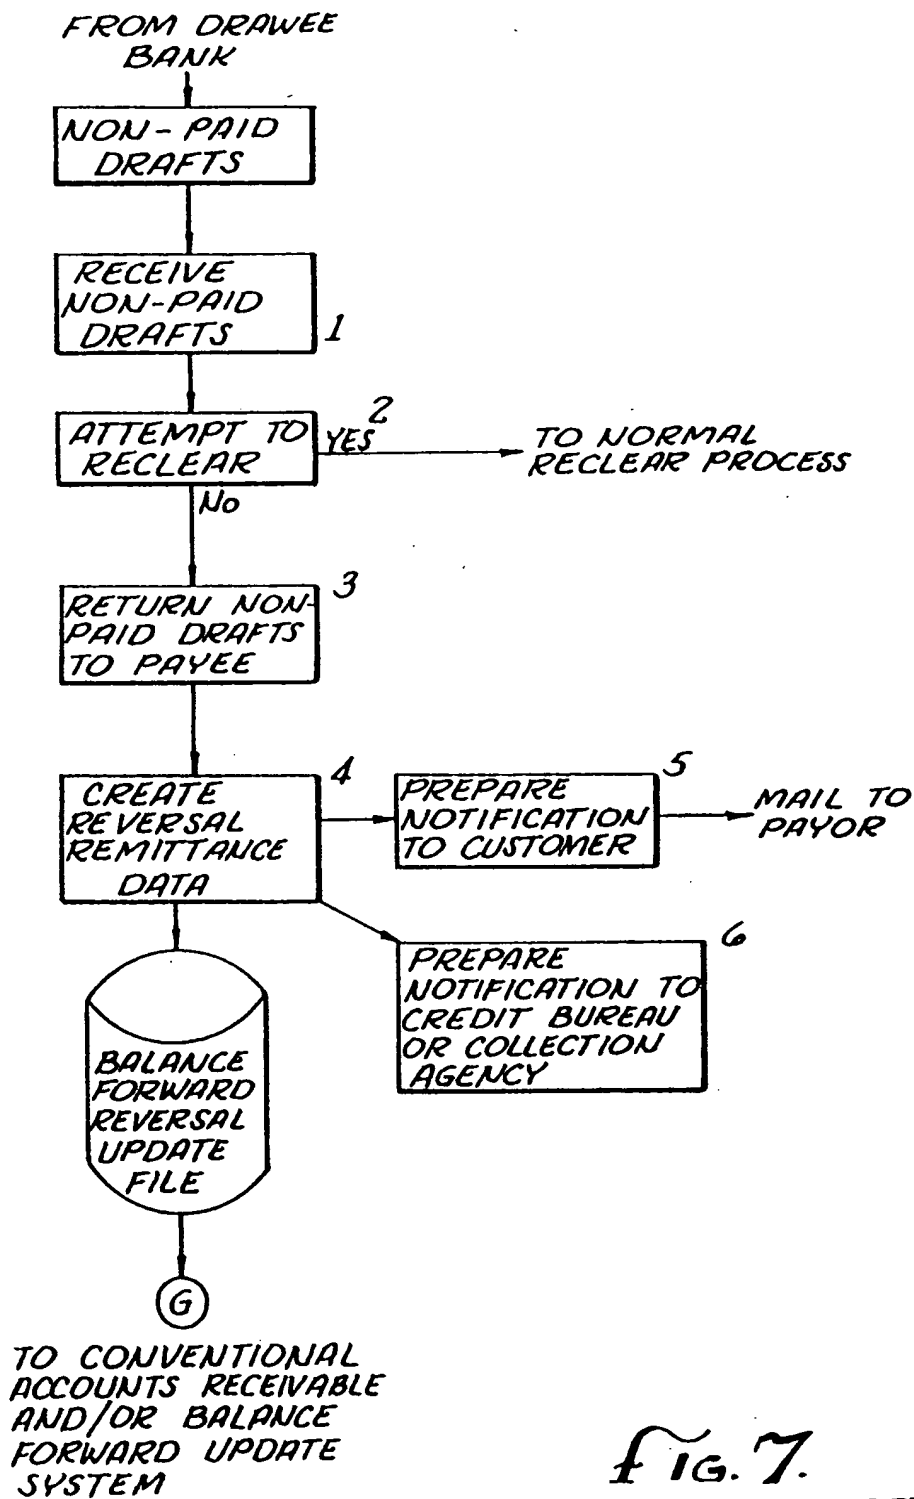 FROM DRAWEE
BANK
NON-PAID
DRAFTS
RECEIVE
NON-PAID
DRAFTS
1
ATTEMPT TO
RECLEAR
2
YES
TO NORMAL
RECLEAR PROCESS
NO
3
RETURN NON-
PAID DRAFTS
TO PAYEE
4
CREATE
REVERSAL
REMITTANCE
DATA
5
PREPARE
NOTIFICATION
TO CUSTOMER
MAIL TO
PAYOR
6
PREPARE
NOTIFICATION TO
CREDIT BUREAU
OR COLLECTION
AGENCY
BALANCE
FORWARD
REVERSAL
UPDATE
FILE
G
TO CONVENTIONAL
ACCOUNTS RECEIVABLE
AND/OR BALANCE
FORWARD UPDATE
SYSTEM
FIG. 7.